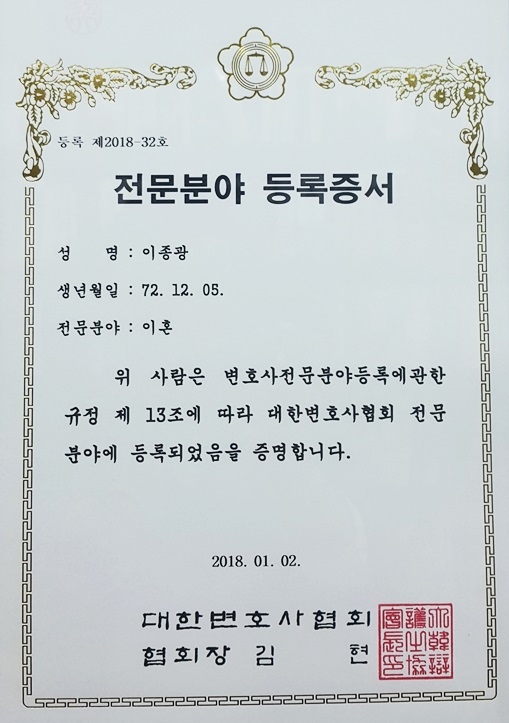 등록 제2018-32호
전문분야 등록증서
성 명 : 이종광
생년월일 : 72. 12. 05.
전문분야 : 이혼
위 사람은 변호사전문분야등록에관한
규정 제 13조에 따라 대한변호사협회 전문
분야에 등록되었음을 증명합니다.
2018. 01. 02.
대한변호사협회
협회장 김 현